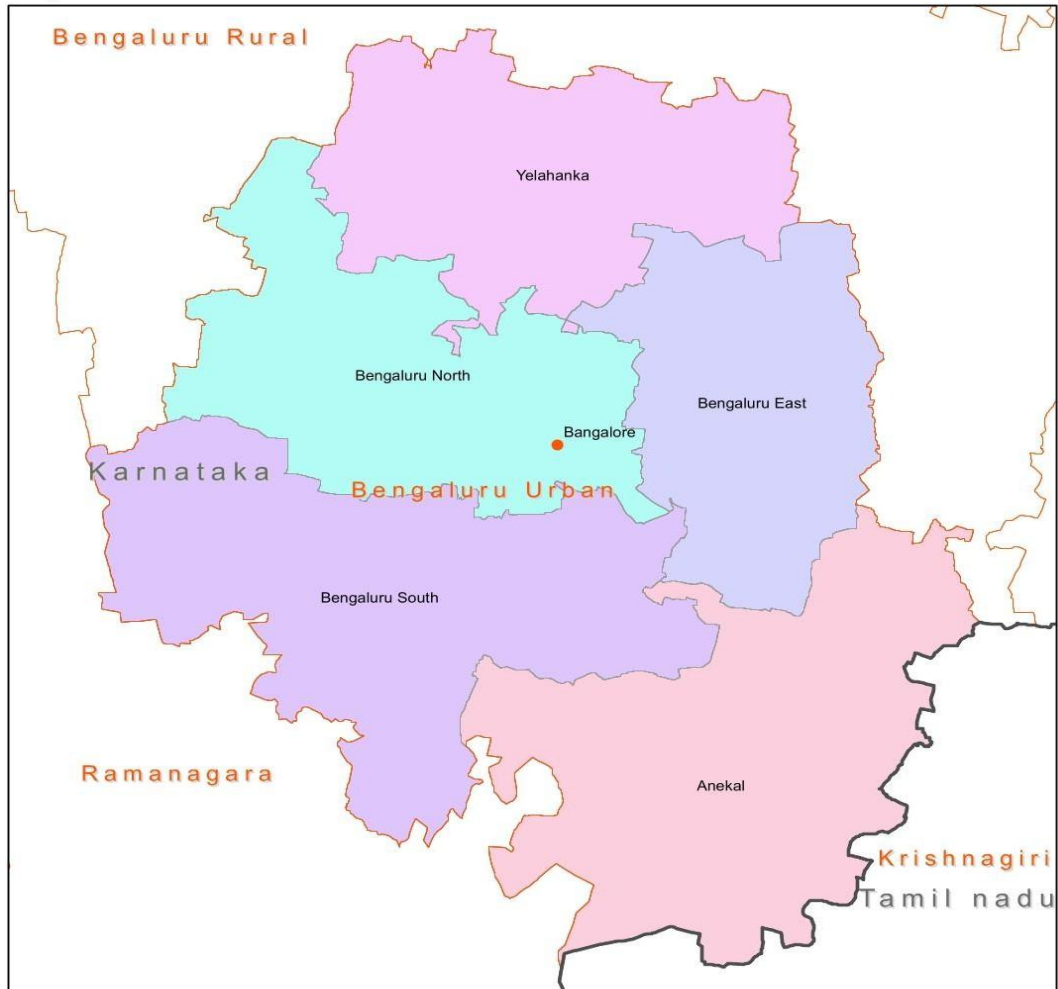 Bengaluru Rural
Yelahanka
Bengaluru North
Bengaluru East
Bangalore
Karnataka
Bengaluru Urban
Bengaluru South
Ramanagara
Anekal
Krishnagiri
Tamil nadu